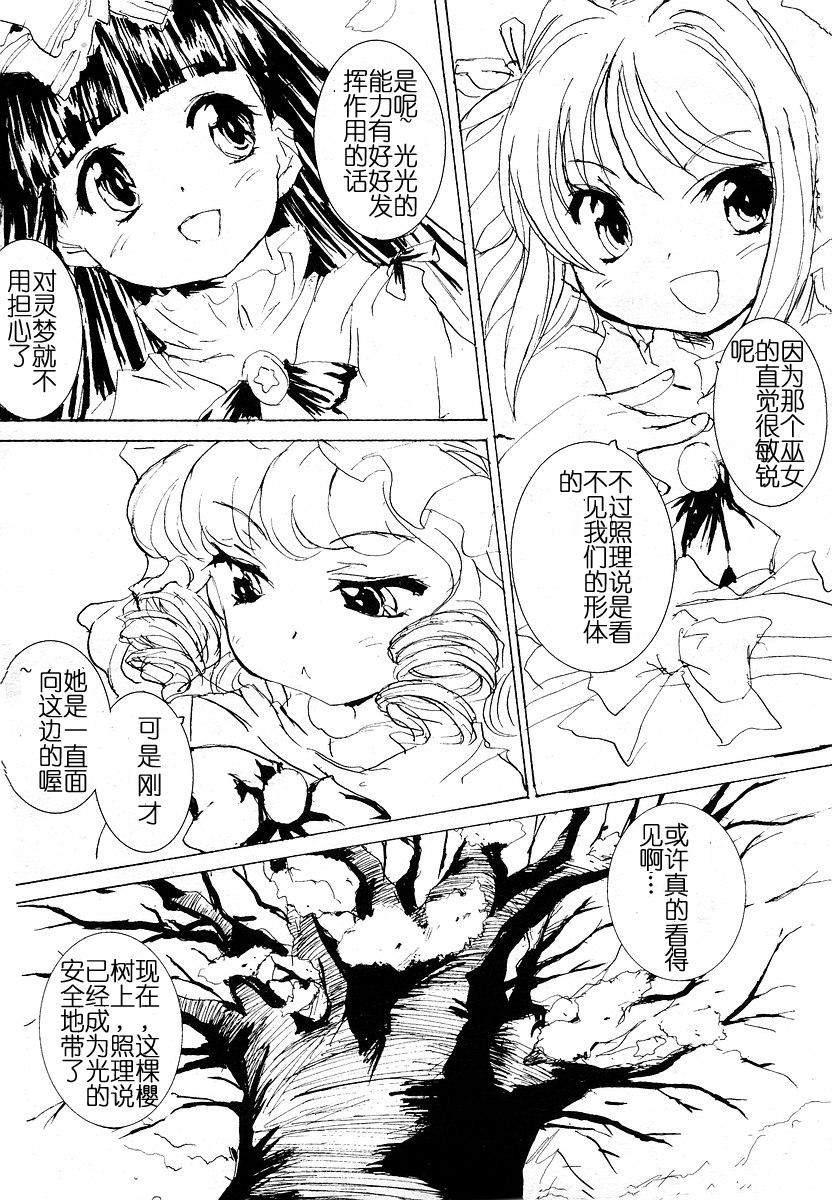 因为那个巫女
的直觉很敏锐
呢
不过照理说是看
不见我们的形体
的
是呢~光光的
能力有好好发
挥作用的话
对灵梦就不
用担心了
可是刚才
她是一直面
向这边的喔
~
或许真的看得
见啊……
现在，这棵樱
树上，照理说
已经成为光的
安全地带了